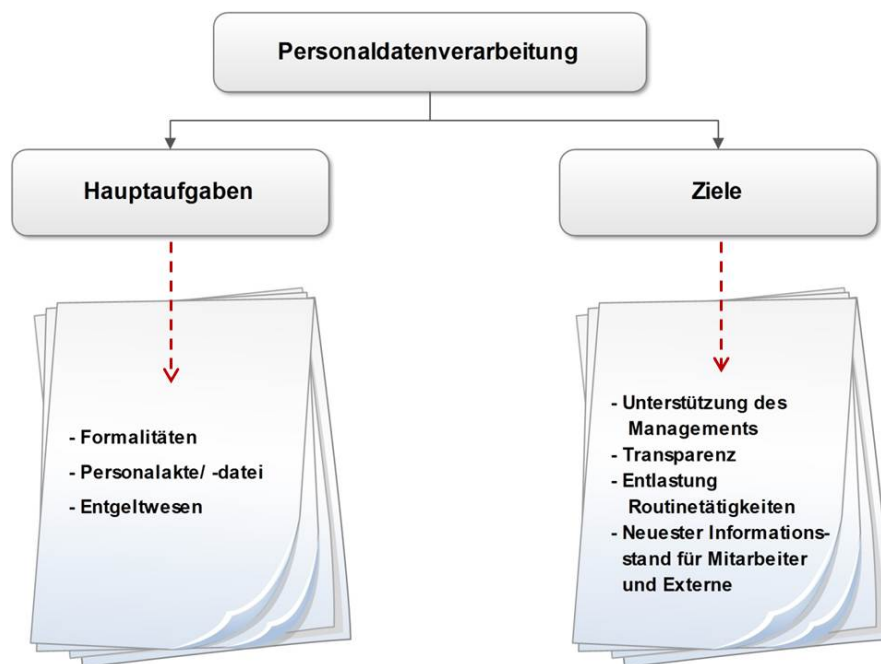 Personaldatenverarbeitung
Hauptaufgaben
Ziele
- Formalitäten
- Personalakte/ -datei
- Entgeltwesen
- Unterstützung des
Managements
- Transparenz
- Entlastung
Routinetätigkeiten
- Neuester Informations-
stand für Mitarbeiter
und Externe